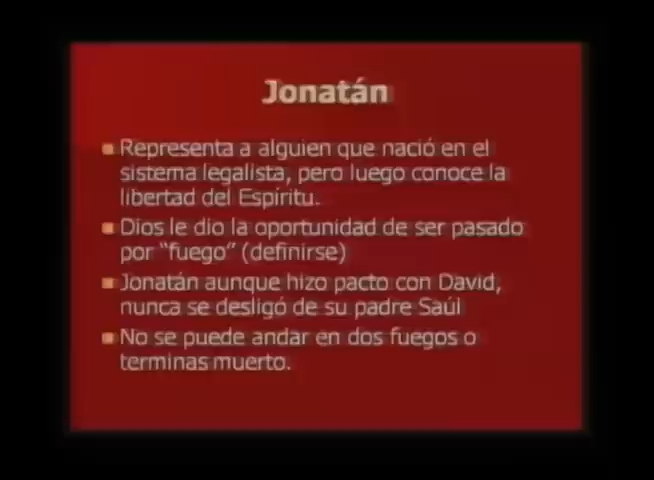 Jonatán
Representa a alguien que nació en el
sistema legalista, pero luego conoce la
libertad del Espíritu.
Dios le dio la oportunidad de ser pasado
por "fuego" (definirse)
Jonatán aunque hizo pacto con David,
nunca se desligó de su padre Saúl
No se puede andar en dos fuegos o
terminas muerto.